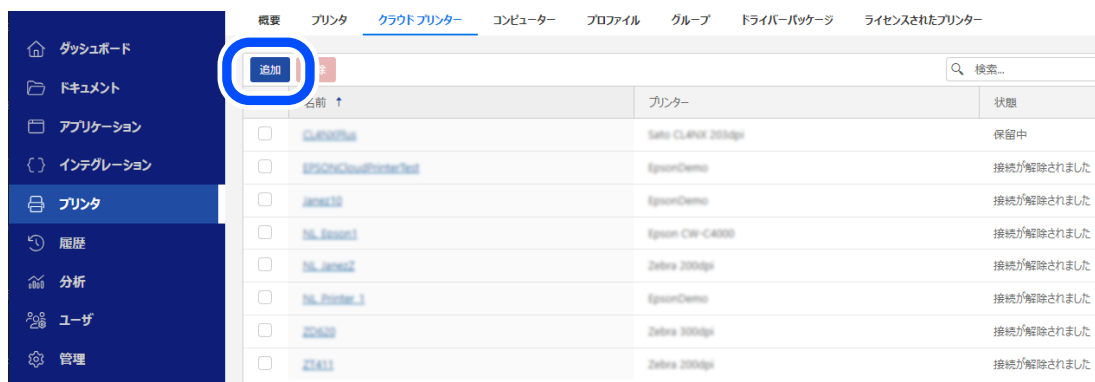 概要 プリンタ クラウドプリンター コンピューター プロファイル グループ ドライバーパッケージ ライセンスされたプリンター
ダッシュボード
ドキュメント
アプリケーション
インテグレーション
プリンタ
履歴
分析
ユーザ
管理
追加 検索...
名前 ↑ プリンター 状態
CL4NXPlus Sato CL4NX 203dpi 保留中
EPSONCloudPrinterTest EpsonDemo 接続が解除されました
Janez10 EpsonDemo 接続が解除されました
NL_Epson1 Epson CW-C4000 接続が解除されました
NL_JanezZ Zebra 200dpi 接続が解除されました
NL_Printer_1 EpsonDemo 接続が解除されました
ZD620 Zebra 300dpi 接続が解除されました
ZT411 Zebra 200dpi 接続が解除されました